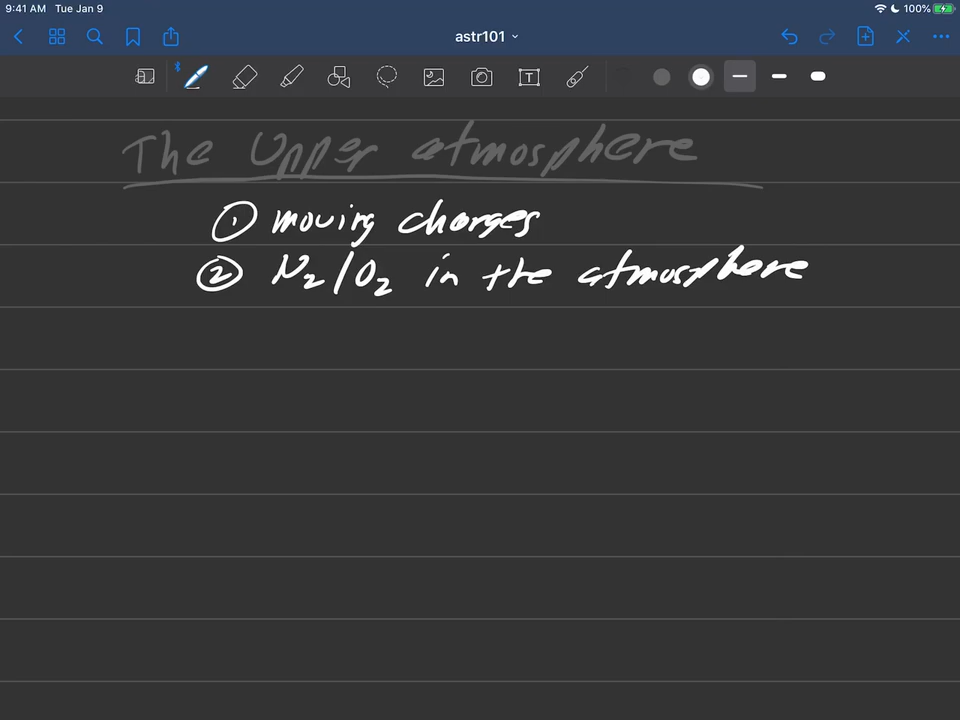 9:41 AM Tue Jan 9 100%
astr101
T
The Upper atmosphere
① moving charges
② N₂/O₂ in the atmosphere